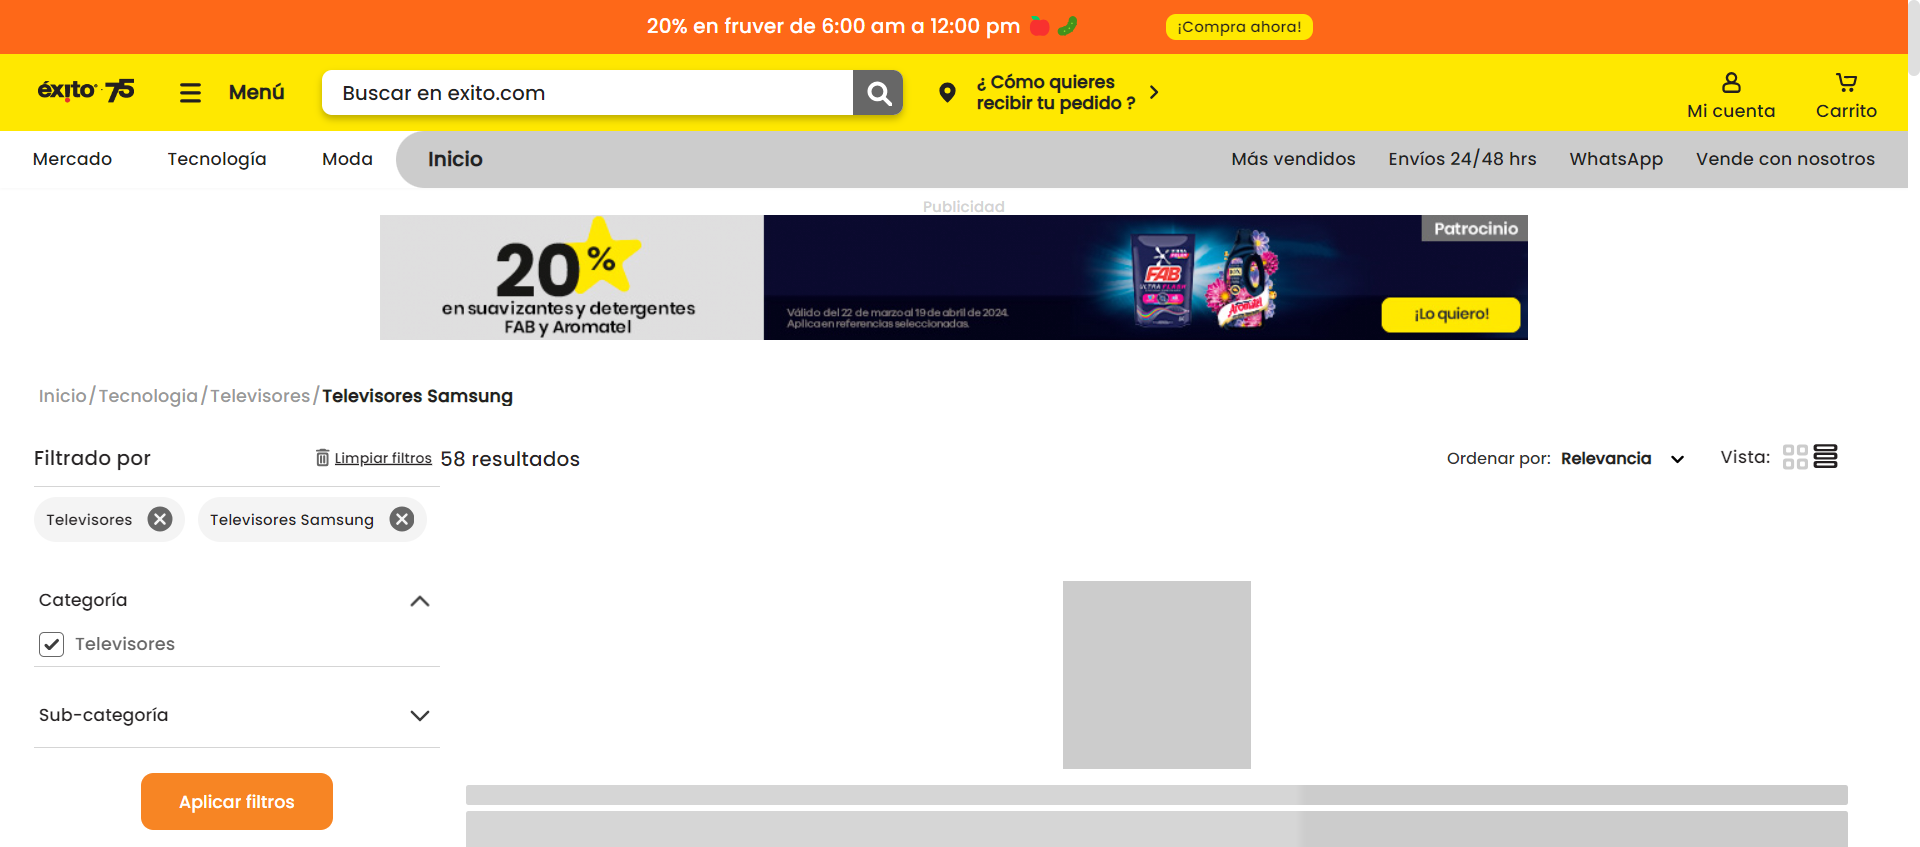 20% en fruver de 6:00 am a 12:00 pm
¡Compra ahora!
éxito · 75
Menú
Buscar en exito.com
¿ Cómo quieres
recibir tu pedido ?
Mi cuenta
Carrito
Mercado
Tecnología
Moda
Inicio
Más vendidos
Envíos 24/48 hrs
WhatsApp
Vende con nosotros
Publicidad
20%
en suavizantes y detergentes
FAB y Aromatel
Válido del 22 de marzo al 19 de abril de 2024.
Aplica en referencias seleccionadas.
FAB
ULTRA FLASH
Aromatel
Patrocinio
¡Lo quiero!
Inicio/Tecnologia/Televisores/Televisores Samsung
Filtrado por
Limpiar filtros
58 resultados
Ordenar por: Relevancia
Vista:
Televisores
Televisores Samsung
Categoría
Televisores
Sub-categoría
Aplicar filtros